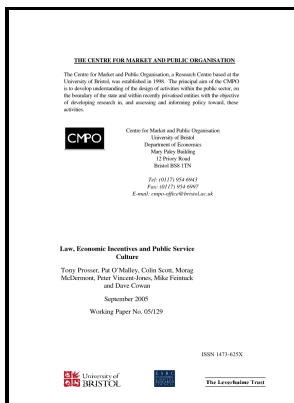 THE CENTRE FOR MARKET AND PUBLIC ORGANISATION
The Centre for Market and Public Organisation, a Research Centre based at the
University of Bristol, was established in 1998. The principal aim of the CMPO
is to develop understanding of the design of activities within the public sector, on
the boundary of the state and within recently privatised entities with the objective
of developing research in, and assessing and informing policy toward, these
activities.
CMPO
Centre for Market and Public Organisation
University of Bristol
Department of Economics
Mary Paley Building
12 Priory Road
Bristol BS8 1TN
Tel: (0117) 954 6943
Fax: (0117) 954 6997
E-mail: cmpo-office@bristol.ac.uk
Law, Economic Incentives and Public Service
Culture
Tony Prosser, Pat O'Malley, Colin Scott, Morag
McDermont, Peter Vincent-Jones, Mike Feintuck
and Dave Cowan
September 2005
Working Paper No. 05/129
ISSN 1473-625X
University of
BRISTOL
The Leverhulme Trust